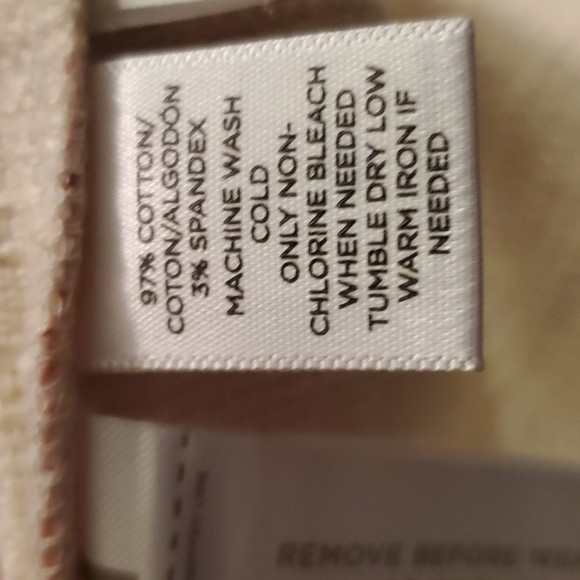 97% COTTON/
COTON/ALGODÓN
3% SPANDEX
MACHINE WASH
COLD
ONLY NON-
CHLORINE BLEACH
WHEN NEEDED
TUMBLE DRY LOW
WARM IRON IF
NEEDED
REMOVE BEFORE